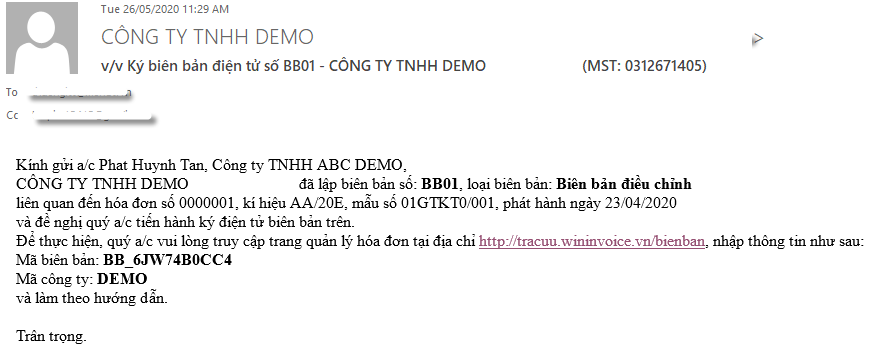 Tue 26/05/2020 11:29 AM
CÔNG TY TNHH DEMO
v/v Ký biên bản điện tử số BB01 - CÔNG TY TNHH DEMO (MST: 0312671405)
To
Cc
Kính gửi a/c Phat Huynh Tan, Công ty TNHH ABC DEMO,
CÔNG TY TNHH DEMO đã lập biên bản số: BB01, loại biên bản: Biên bản điều chỉnh
liên quan đến hóa đơn số 0000001, kí hiệu AA/20E, mẫu số 01GTKT0/001, phát hành ngày 23/04/2020
và đề nghị quý a/c tiến hành ký điện tử biên bản trên.
Để thực hiện, quý a/c vui lòng truy cập trang quản lý hóa đơn tại địa chỉ http://tracuu.wininvoice.vn/bienban, nhập thông tin như sau:
Mã biên bản: BB_6JW74B0CC4
Mã công ty: DEMO
và làm theo hướng dẫn.
Trân trọng.